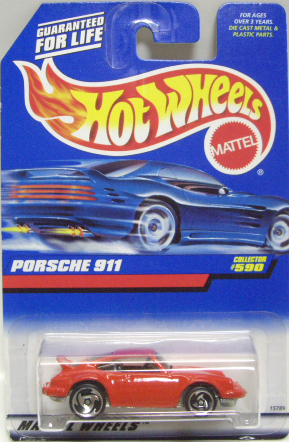 GUARANTEED
FOR LIFE
FOR AGES
OVER 3 YEARS.
DIE CAST METAL &
PLASTIC PARTS.
HOT WHEELS
MATTEL
®
PORSCHE 911
COLLECTOR
#590
15789
WHEELS